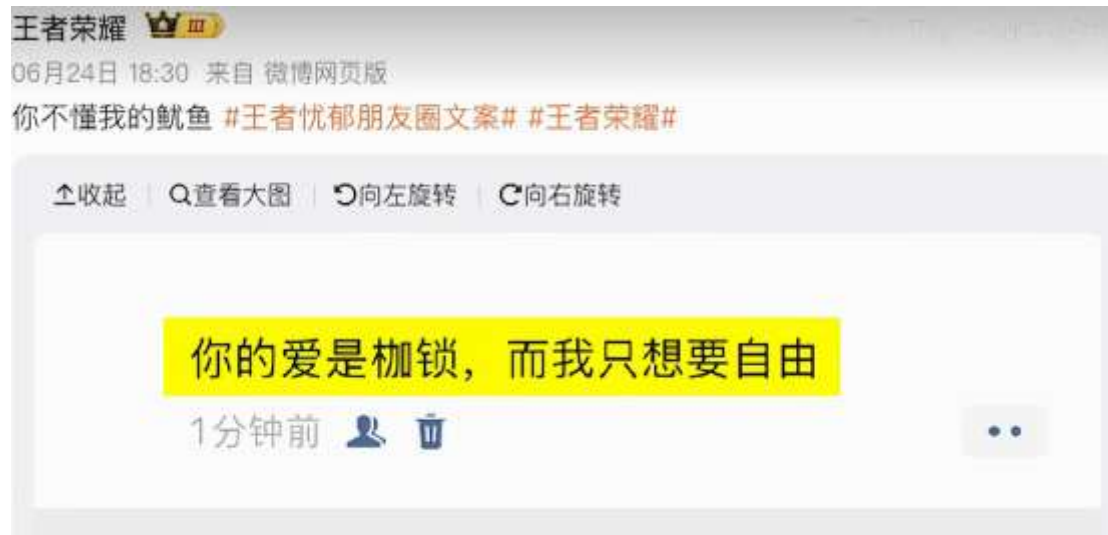 王者荣耀 III
06月24日 18:30 来自 微博网页版
你不懂我的鱿鱼 #王者忧郁朋友圈文案# #王者荣耀#
收起 查看大图 向左旋转 向右旋转
你的爱是枷锁，而我只想要自由
1分钟前